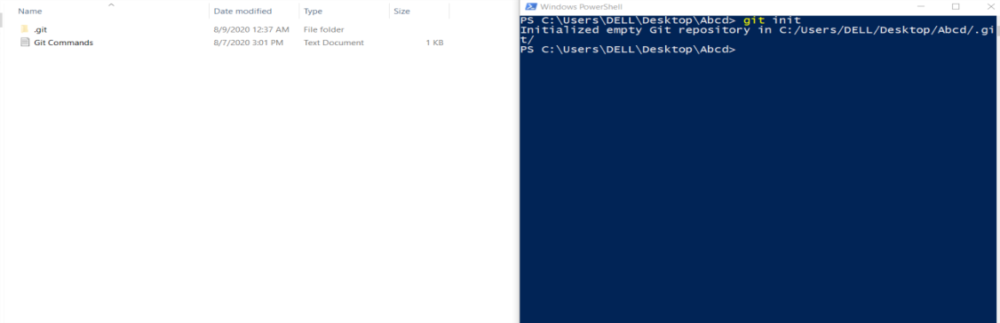 Name Date modified Type Size
.git 8/9/2020 12:37 AM File folder
Git Commands 8/7/2020 3:01 PM Text Document 1 KB
Windows PowerShell
PS C:\Users\DELL\Desktop\Abcd> git init
Initialized empty Git repository in C:/Users/DELL/Desktop/Abcd/.gi
t/
PS C:\Users\DELL\Desktop\Abcd>